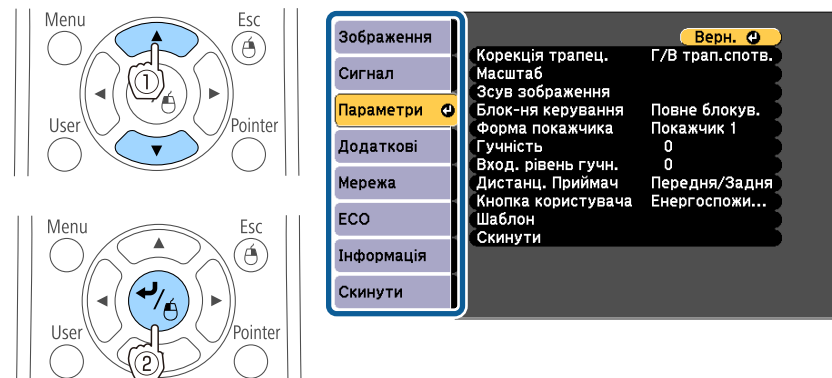 Menu
Esc
1
User
Pointer
Menu
Esc
User
Pointer
2
Зображення
Сигнал
Параметри
Додаткові
Мережа
ECO
Інформація
Скинути
Верн.
Корекція трапец. Г/В трап.спотв.
Масштаб
Зсув зображення
Блок-ня керування Повне блокув.
Форма покажчика Покажчик 1
Гучність 0
Вход. рівень гучн. 0
Дистанц. Приймач Передня/Задня
Кнопка користувача Енергоспожи...
Шаблон
Скинути